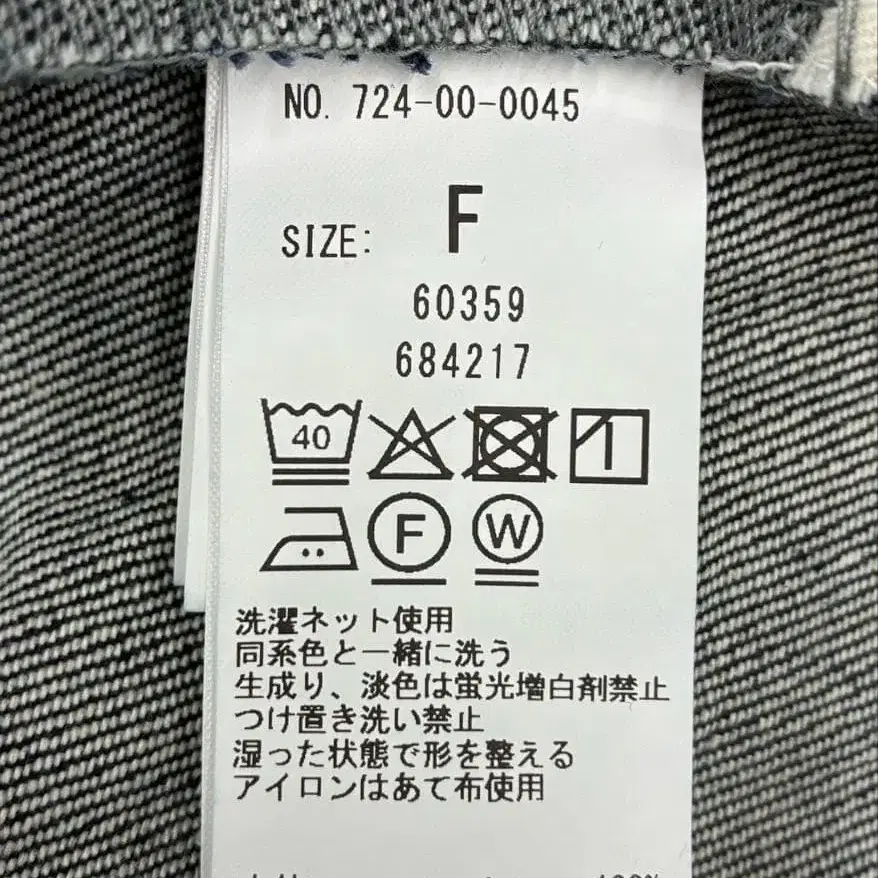 NO. 724-00-0045
SIZE: F
60359
684217
40
F W
洗濯ネット使用
同系色と一緒に洗う
生成り、淡色は蛍光増白剤禁止
つけ置き洗い禁止
湿った状態で形を整える
アイロンはあて布使用